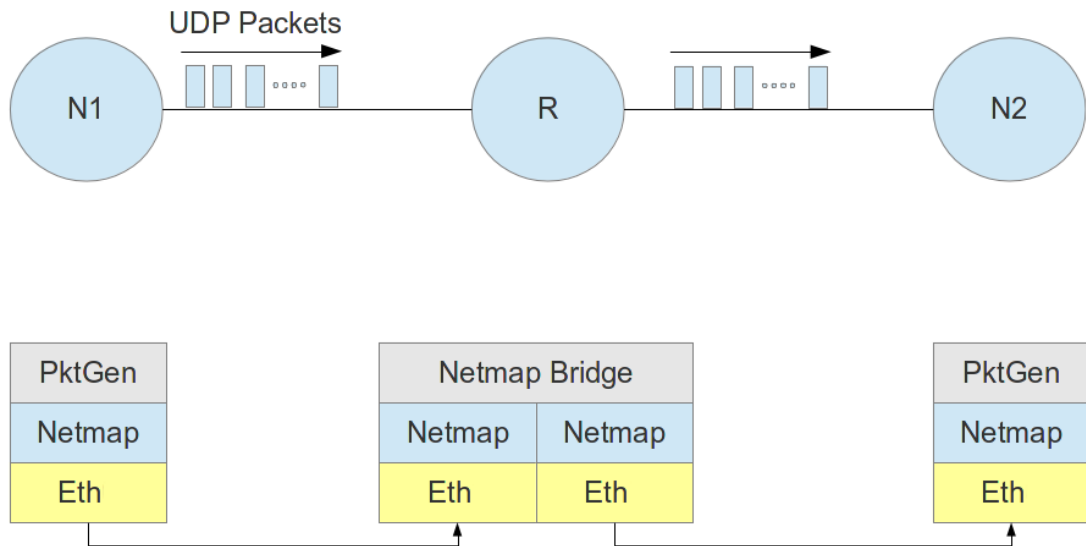 UDP Packets
N1
R
N2
PktGen
Netmap Bridge
PktGen
Netmap
Netmap
Netmap
Netmap
Eth
Eth
Eth
Eth